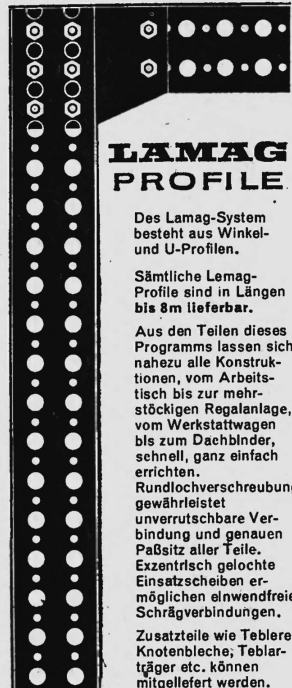 LAMAG
PROFILE
Des Lamag-System
besteht aus Winkel-
und U-Profilen.
Sämtliche Lemag-
Profile sind in Längen
bis 8m lieferbar.
Aus den Teilen dieses
Programms lassen sich
nahezu alle Konstruk-
tionen, vom Arbeits-
tisch bis zur mehr-
stöckigen Regalanlage,
vom Werkstattwagen
bis zum Dachbinder,
schnell, ganz einfach
errichten.
Rundlochverschreubung
gewährleistet
unverrutschbare Ver-
bindung und genauen
Paßsitz aller Teile.
Exzentrisch gelochte
Einsatzscheiben er-
möglichen einwendfreie
Schrägverbindungen.
Zusatzteile wie Teblere
Knotenbleche, Teblar-
träger etc. können
mitgeliefert werden.